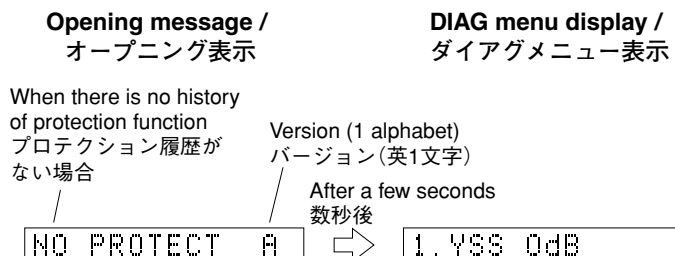 Opening message /
オープニング表示
DIAG menu display /
ダイアグメニュー表示
When there is no history
of protection function
プロテクション履歴が
ない場合
Version (1 alphabet)
バージョン（英1文字）
After a few seconds
数秒後
NO PROTECT A
1.YSS 0dB